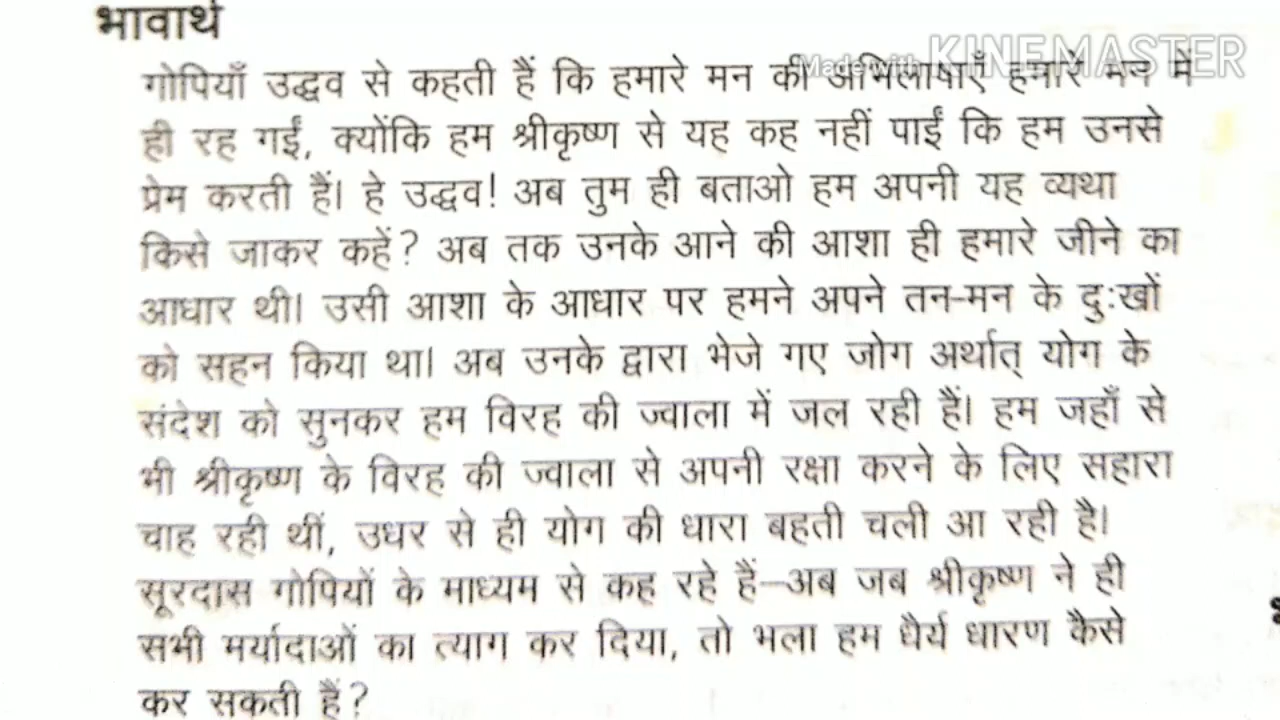 भावार्थ
Made with KINEMASTER
गोपियाँ उद्धव से कहती हैं कि हमारे मन की अभिलाषाएँ हमारे मन में
ही रह गईं, क्योंकि हम श्रीकृष्ण से यह कह नहीं पाईं कि हम उनसे
प्रेम करती हैं। हे उद्धव! अब तुम ही बताओ हम अपनी यह व्यथा
किसे जाकर कहें? अब तक उनके आने की आशा ही हमारे जीने का
आधार थी। उसी आशा के आधार पर हमने अपने तन-मन के दुःखों
को सहन किया था। अब उनके द्वारा भेजे गए जोग अर्थात् योग के
संदेश को सुनकर हम विरह की ज्वाला में जल रही हैं। हम जहाँ से
भी श्रीकृष्ण के विरह की ज्वाला से अपनी रक्षा करने के लिए सहारा
चाह रही थीं, उधर से ही योग की धारा बहती चली आ रही है।
सूरदास गोपियों के माध्यम से कह रहे हैं–अब जब श्रीकृष्ण ने ही
सभी मर्यादाओं का त्याग कर दिया, तो भला हम धैर्य धारण कैसे
कर सकती हैं?